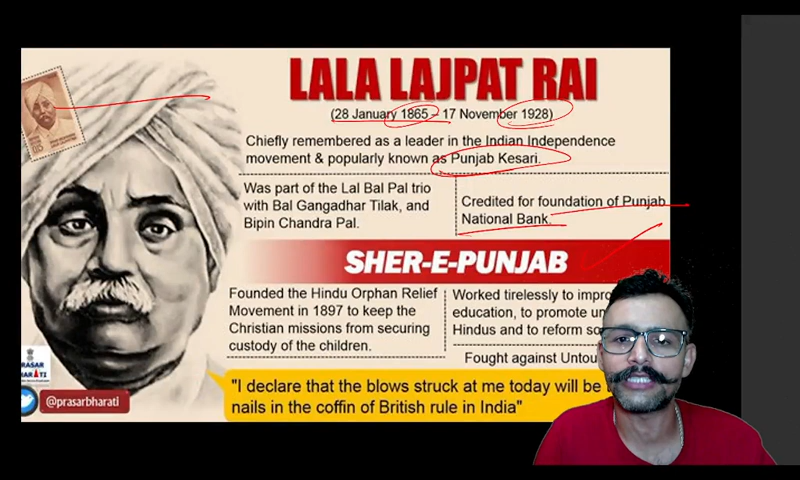 LALA LAJPAT RAI
(28 January 1865 - 17 November 1928)
Chiefly remembered as a leader in the Indian Independence
movement & popularly known as Punjab Kesari.
Was part of the Lal Bal Pal trio
with Bal Gangadhar Tilak, and
Bipin Chandra Pal.
Credited for foundation of Punjab
National Bank.
SHER-E-PUNJAB
Founded the Hindu Orphan Relief
Movement in 1897 to keep the
Christian missions from securing
custody of the children.
Worked tirelessly to
education, to promote
Hindus and to reform
Fought against
"I declare that the blows struck at me today will be
nails in the coffin of British rule in India"
@prasarbharati